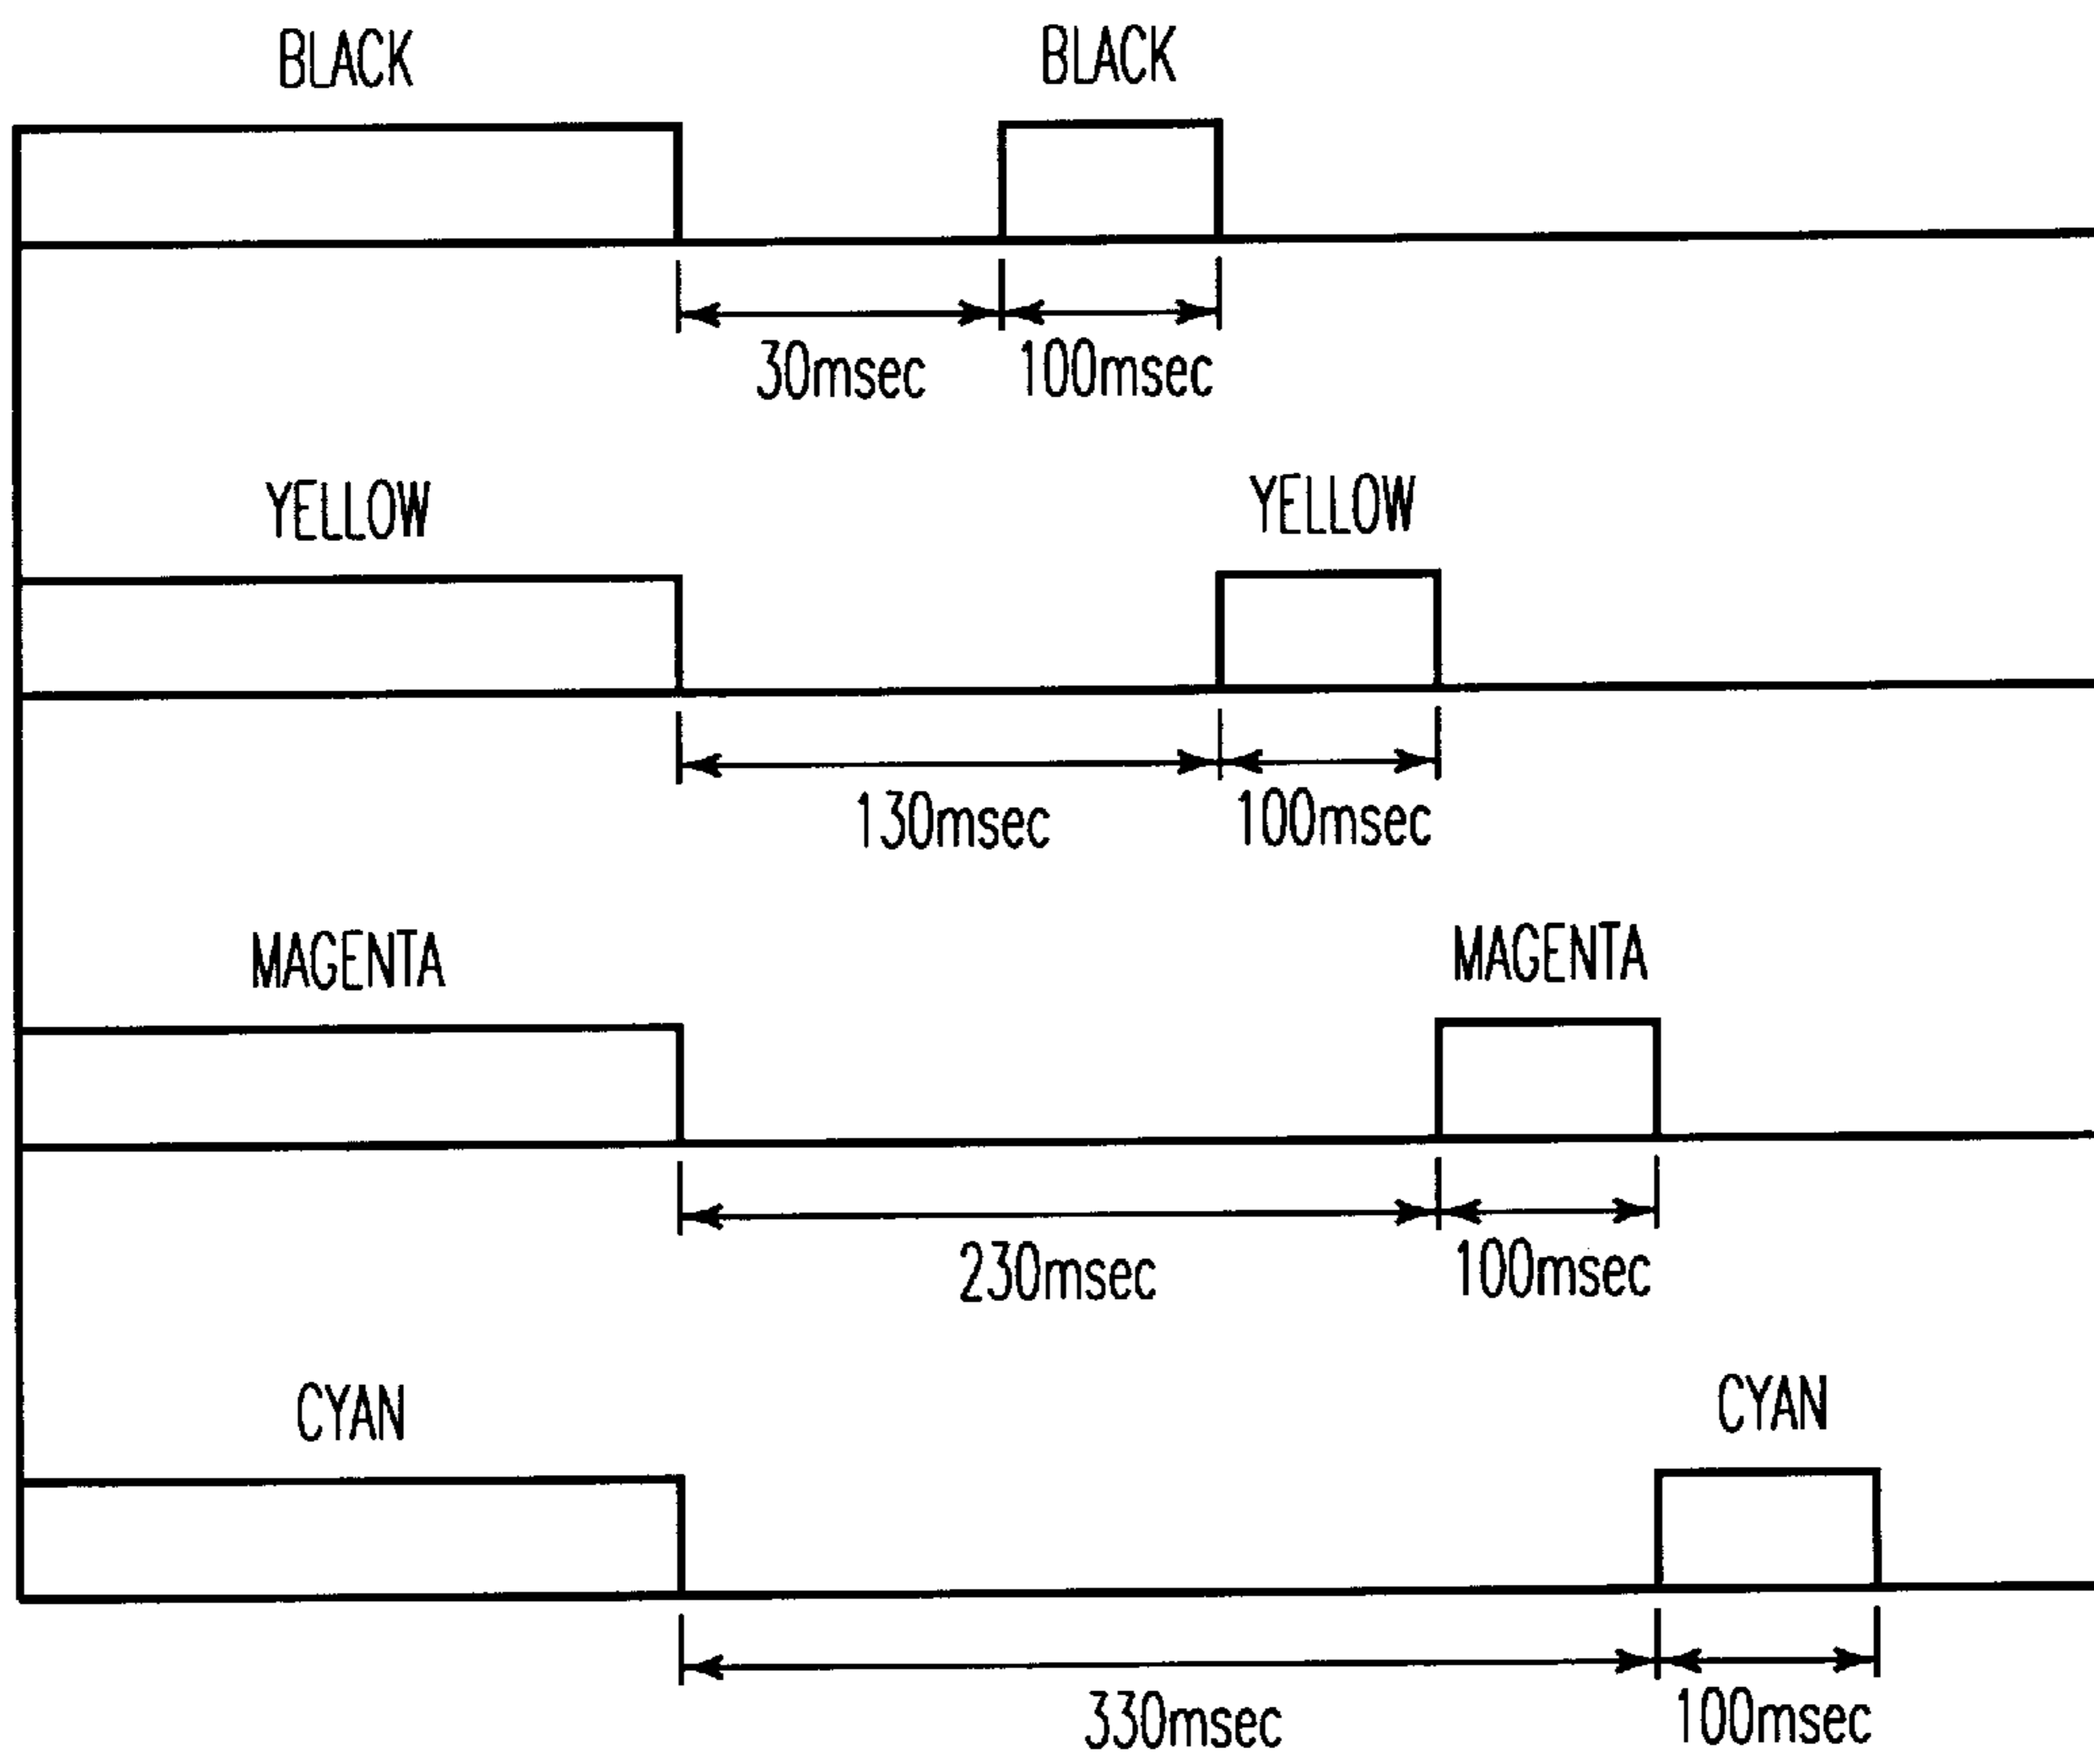 BLACK BLACK
30msec 100msec
YELLOW YELLOW
130msec 100msec
MAGENTA MAGENTA
230msec 100msec
CYAN CYAN
330msec 100msec